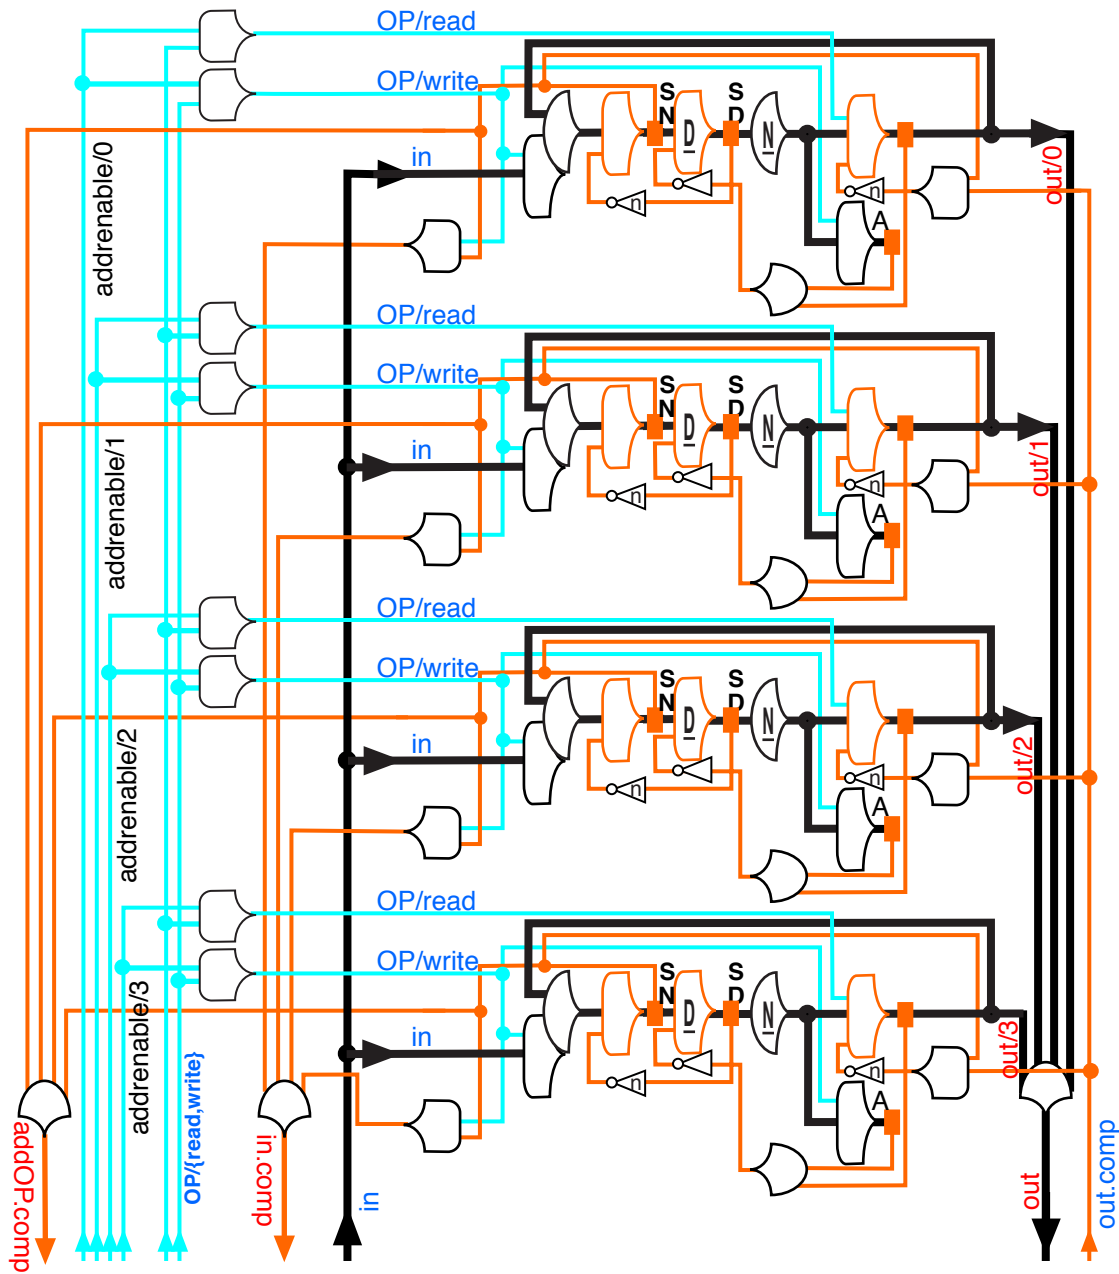 OP/read
OP/write
addrenable/0
in
S
N
D
S
D
N
n
n
A
out/0
OP/read
OP/write
addrenable/1
in
S
N
D
S
D
N
n
n
A
out/1
OP/read
OP/write
addrenable/2
in
S
N
D
S
D
N
n
n
A
out/2
OP/read
OP/write
addrenable/3
in
S
N
D
S
D
N
n
n
A
out/3
addOP.comp
OP/{read,write}
in.comp
in
out
out.comp